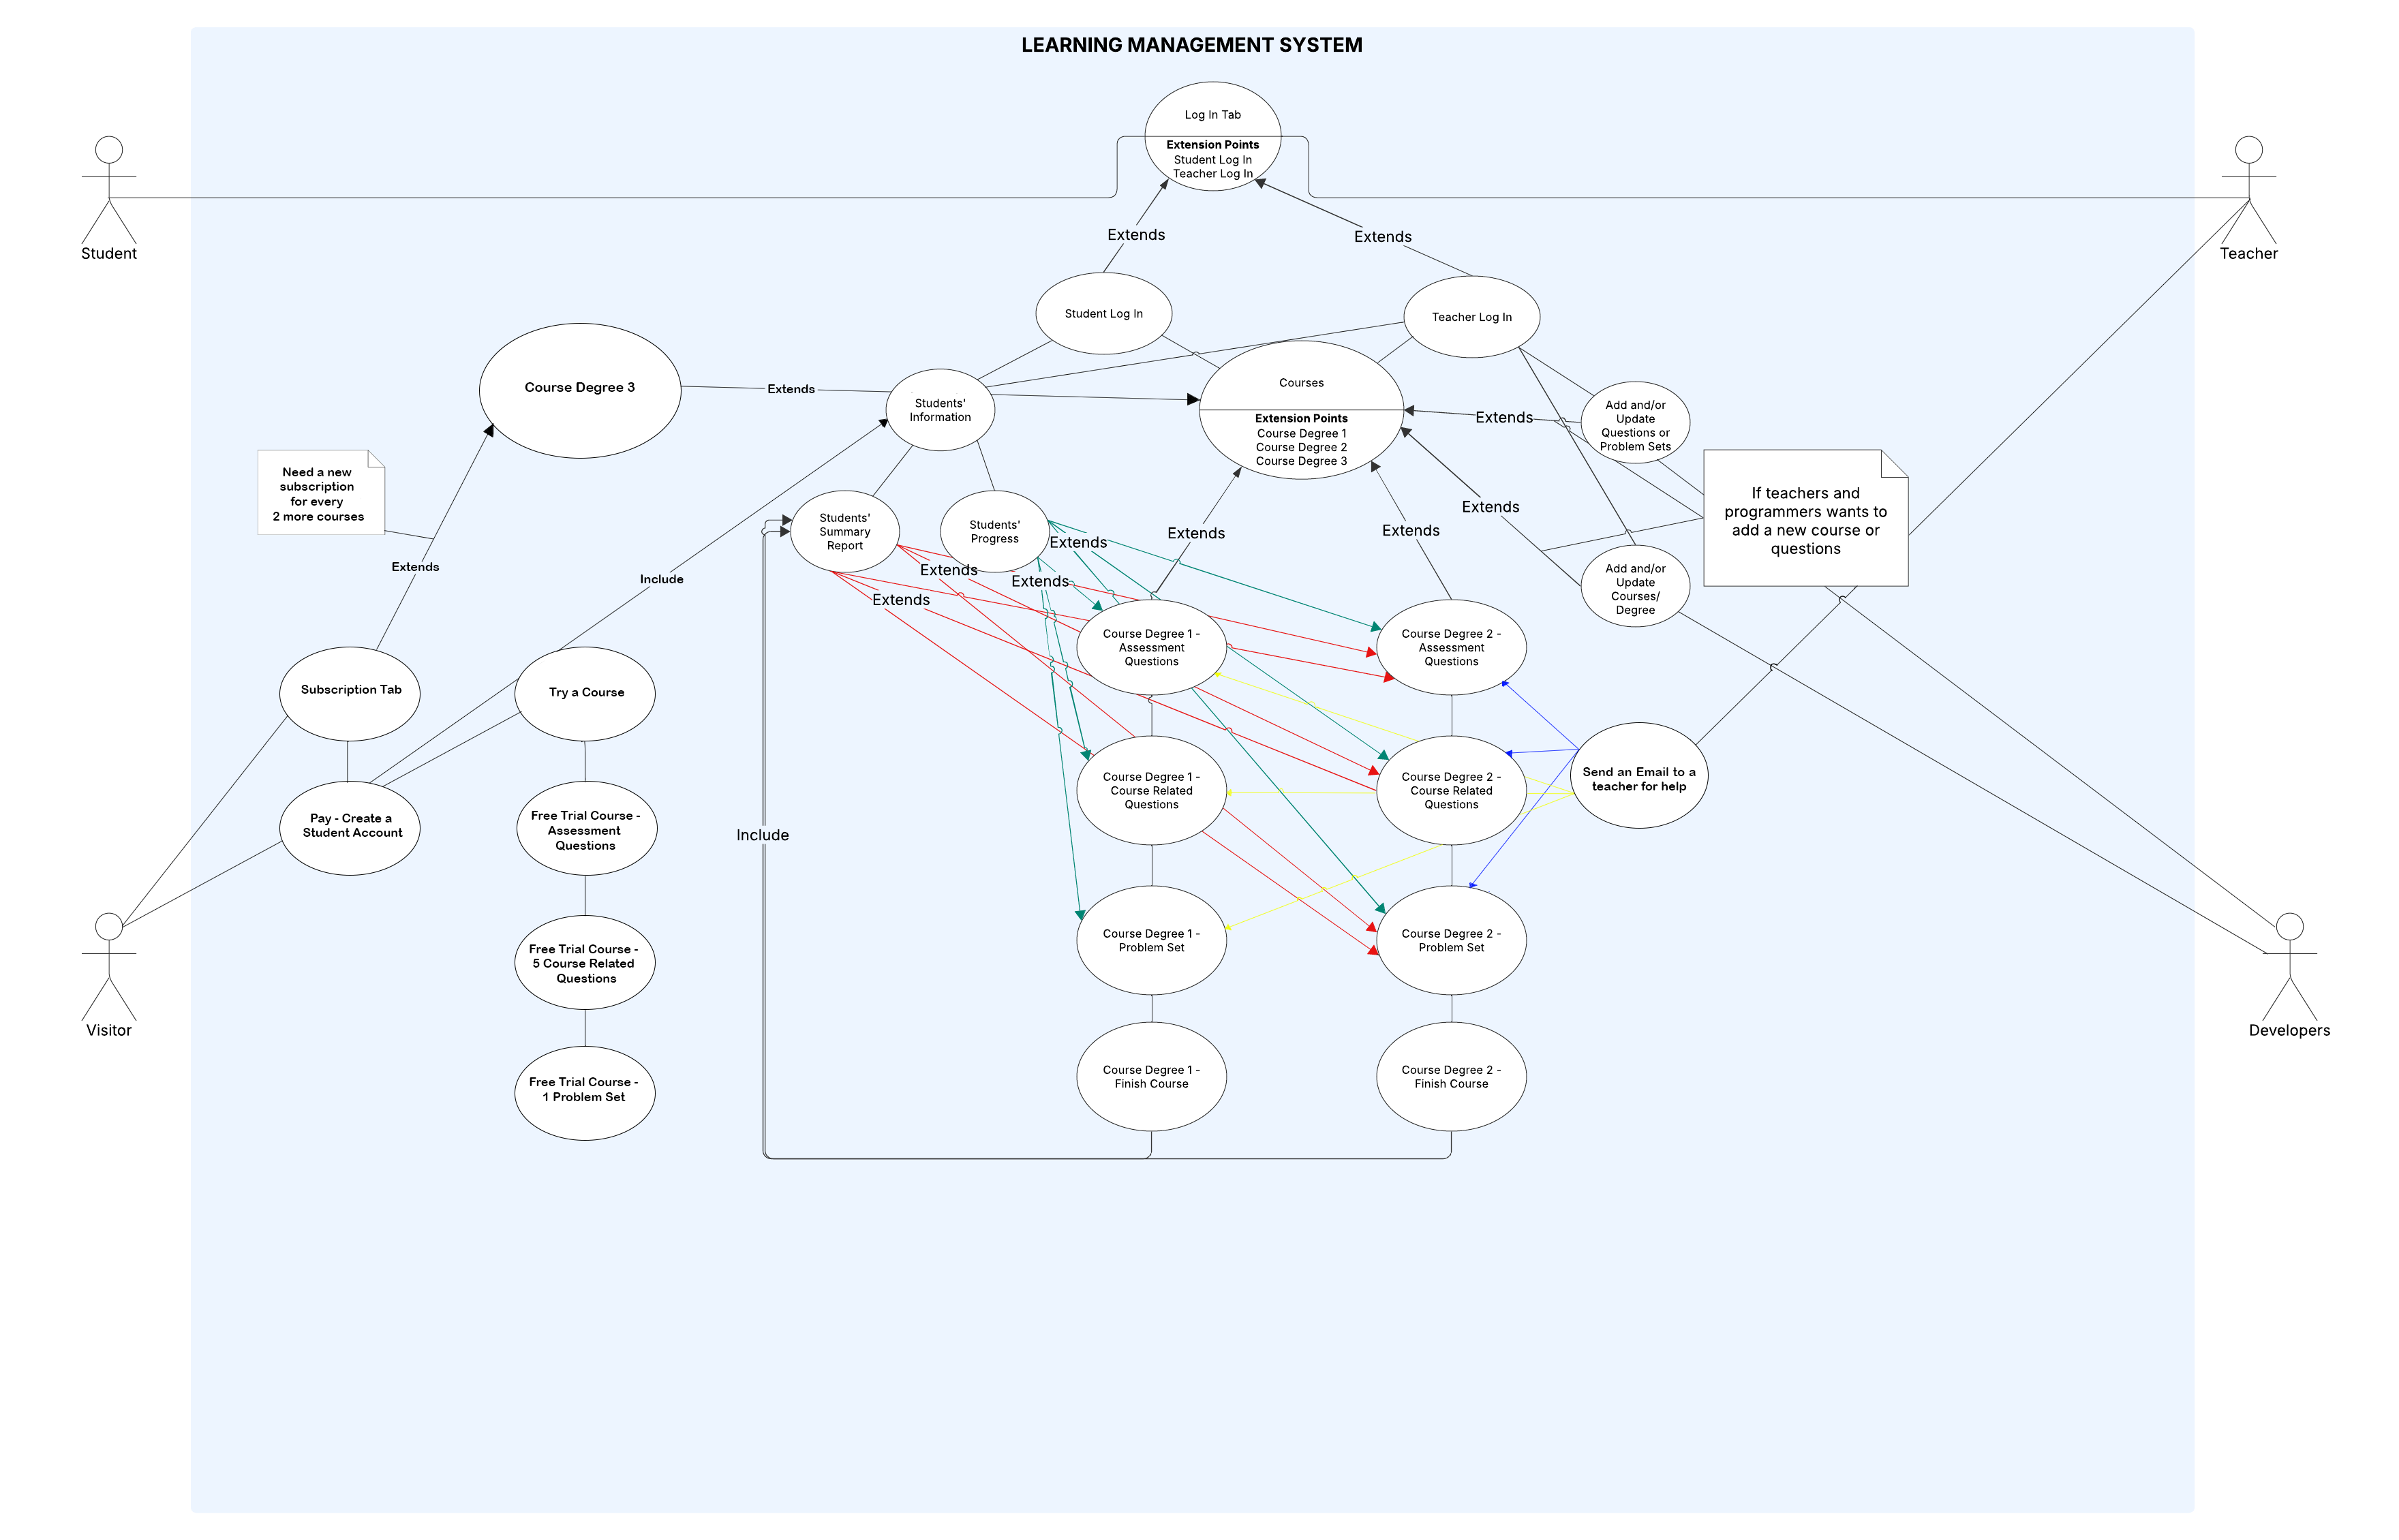 LEARNING MANAGEMENT SYSTEM
Log In Tab
Extension Points
Student Log In
Teacher Log In
Student
Teacher
Extends
Extends
Student Log In
Teacher Log In
Course Degree 3
Extends
Students'
Information
Courses
Extension Points
Course Degree 1
Course Degree 2
Course Degree 3
Extends
Add and/or
Update
Questions or
Problem Sets
Need a new
subscription
for every
2 more courses
If teachers and
programmers wants to
add a new course or
questions
Extends
Students'
Summary
Report
Students'
Progress
Extends
Extends
Extends
Extends
Extends
Extends
Extends
Include
Extends
Add and/or
Update
Courses/
Degree
Course Degree 1 -
Assessment
Questions
Course Degree 2 -
Assessment
Questions
Subscription Tab
Try a Course
Course Degree 1 -
Course Related
Questions
Course Degree 2 -
Course Related
Questions
Send an Email to a
teacher for help
Pay - Create a
Student Account
Free Trial Course -
Assessment
Questions
Include
Course Degree 1 -
Problem Set
Course Degree 2 -
Problem Set
Free Trial Course -
5 Course Related
Questions
Visitor
Developers
Course Degree 1 -
Finish Course
Course Degree 2 -
Finish Course
Free Trial Course -
1 Problem Set